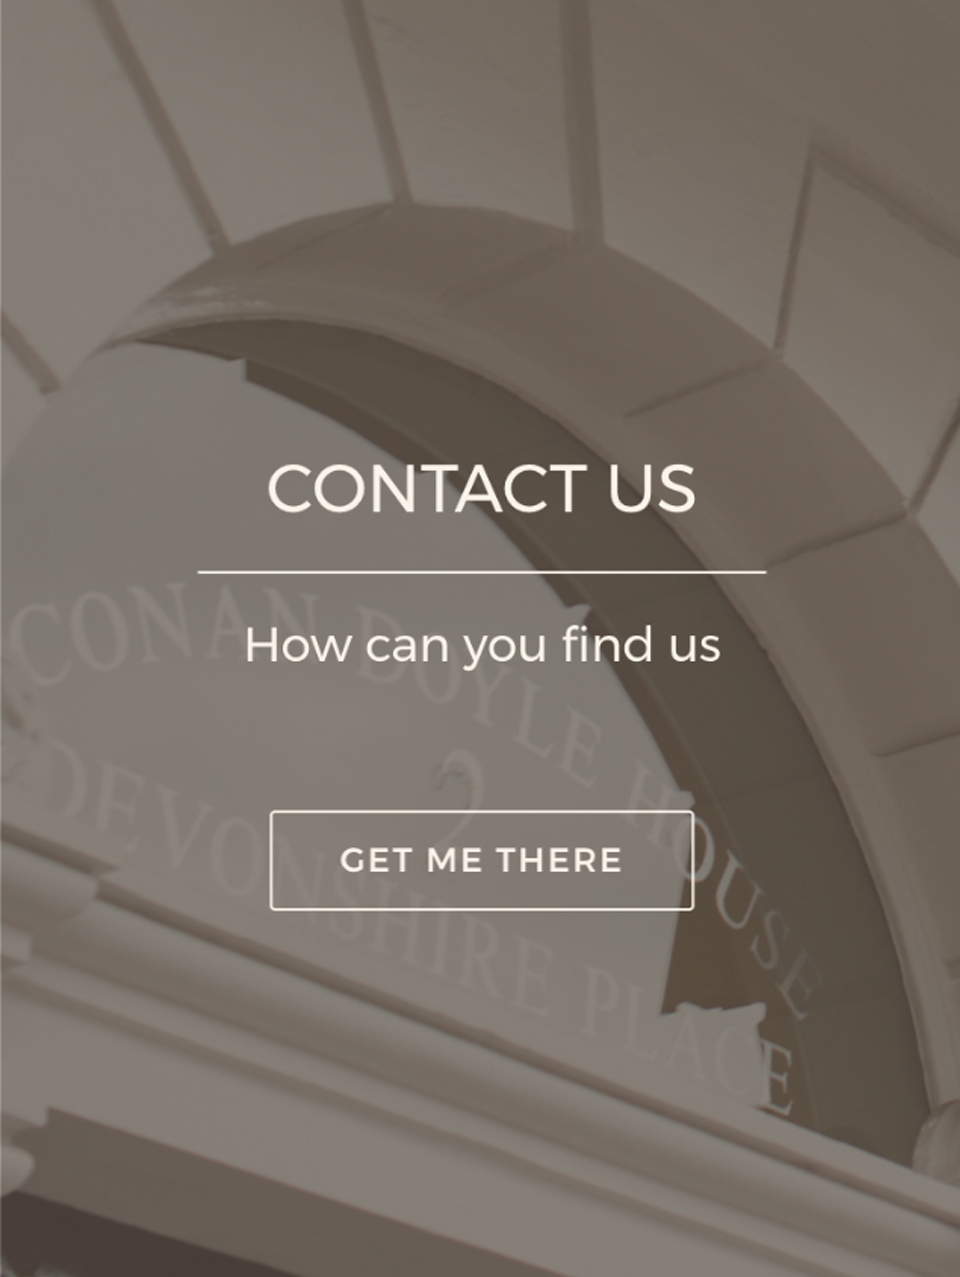 CONTACT US
How can you find us
CONAN DOYLE HOUSE
2
DEVONSHIRE PLACE
GET ME THERE